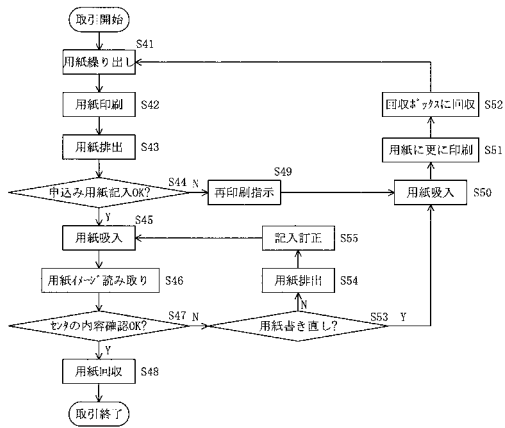 取引開始
S41
用紙繰り出し
用紙印刷
S42
回収ﾎﾞｯｸｽに回収
S52
用紙排出
S43
用紙に更に印刷
S51
申込み用紙記入OK?
S44
N
再印刷指示
S49
用紙吸入
S50
Y
S45
用紙吸入
記入訂正
S55
用紙ｲﾒｰｼﾞ読み取り
S46
用紙排出
S54
N
ｾﾝﾀの内容確認OK?
S47
N
用紙書き直し?
S53
Y
Y
用紙回収
S48
取引終了